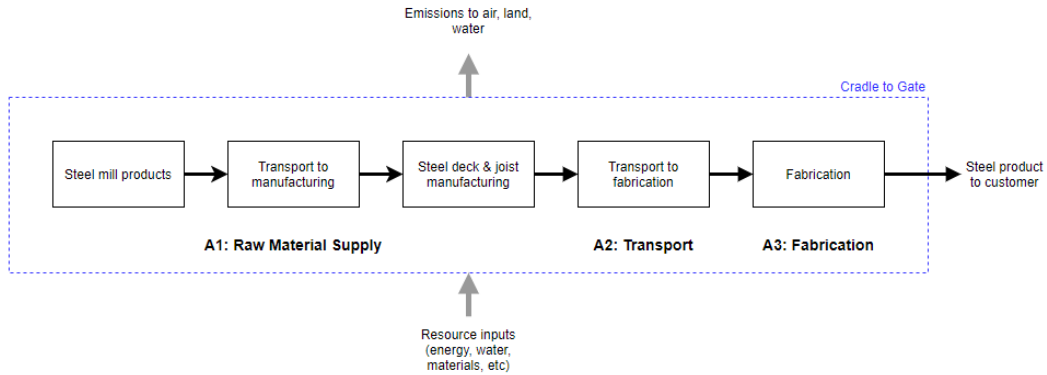 Emissions to air, land,
water
Cradle to Gate
Steel mill products
Transport to
manufacturing
Steel deck & joist
manufacturing
Transport to
fabrication
Fabrication
Steel product
to customer
A1: Raw Material Supply
A2: Transport
A3: Fabrication
Resource inputs
(energy, water,
materials, etc)